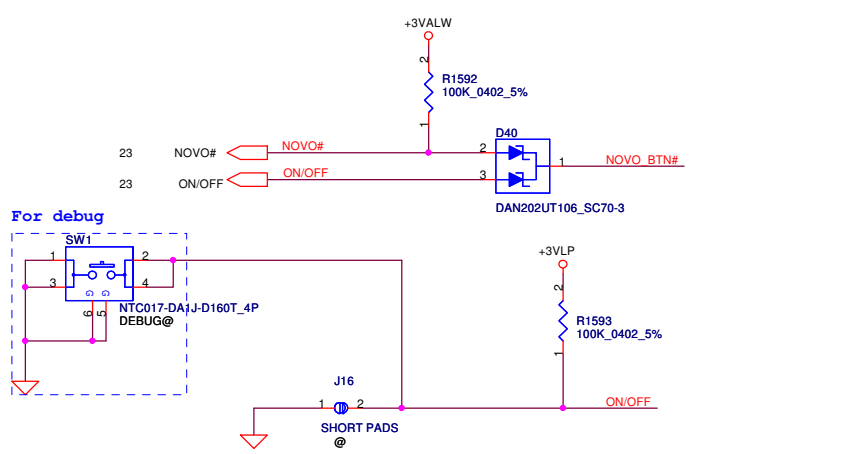 +3VALW
2
R1592
100K_0402_5%
1
D40
23 NOVO# NOVO# 2
1 NOVO_BTN#
23 ON/OFF ON/OFF 3
DAN202UT106_SC70-3
For debug
SW1
1 2
3 4
G G
6 5
NTC017-DA1J-D160T_4P
DEBUG@
+3VLP
2
R1593
100K_0402_5%
1
J16
1 2
ON/OFF
SHORT PADS
@